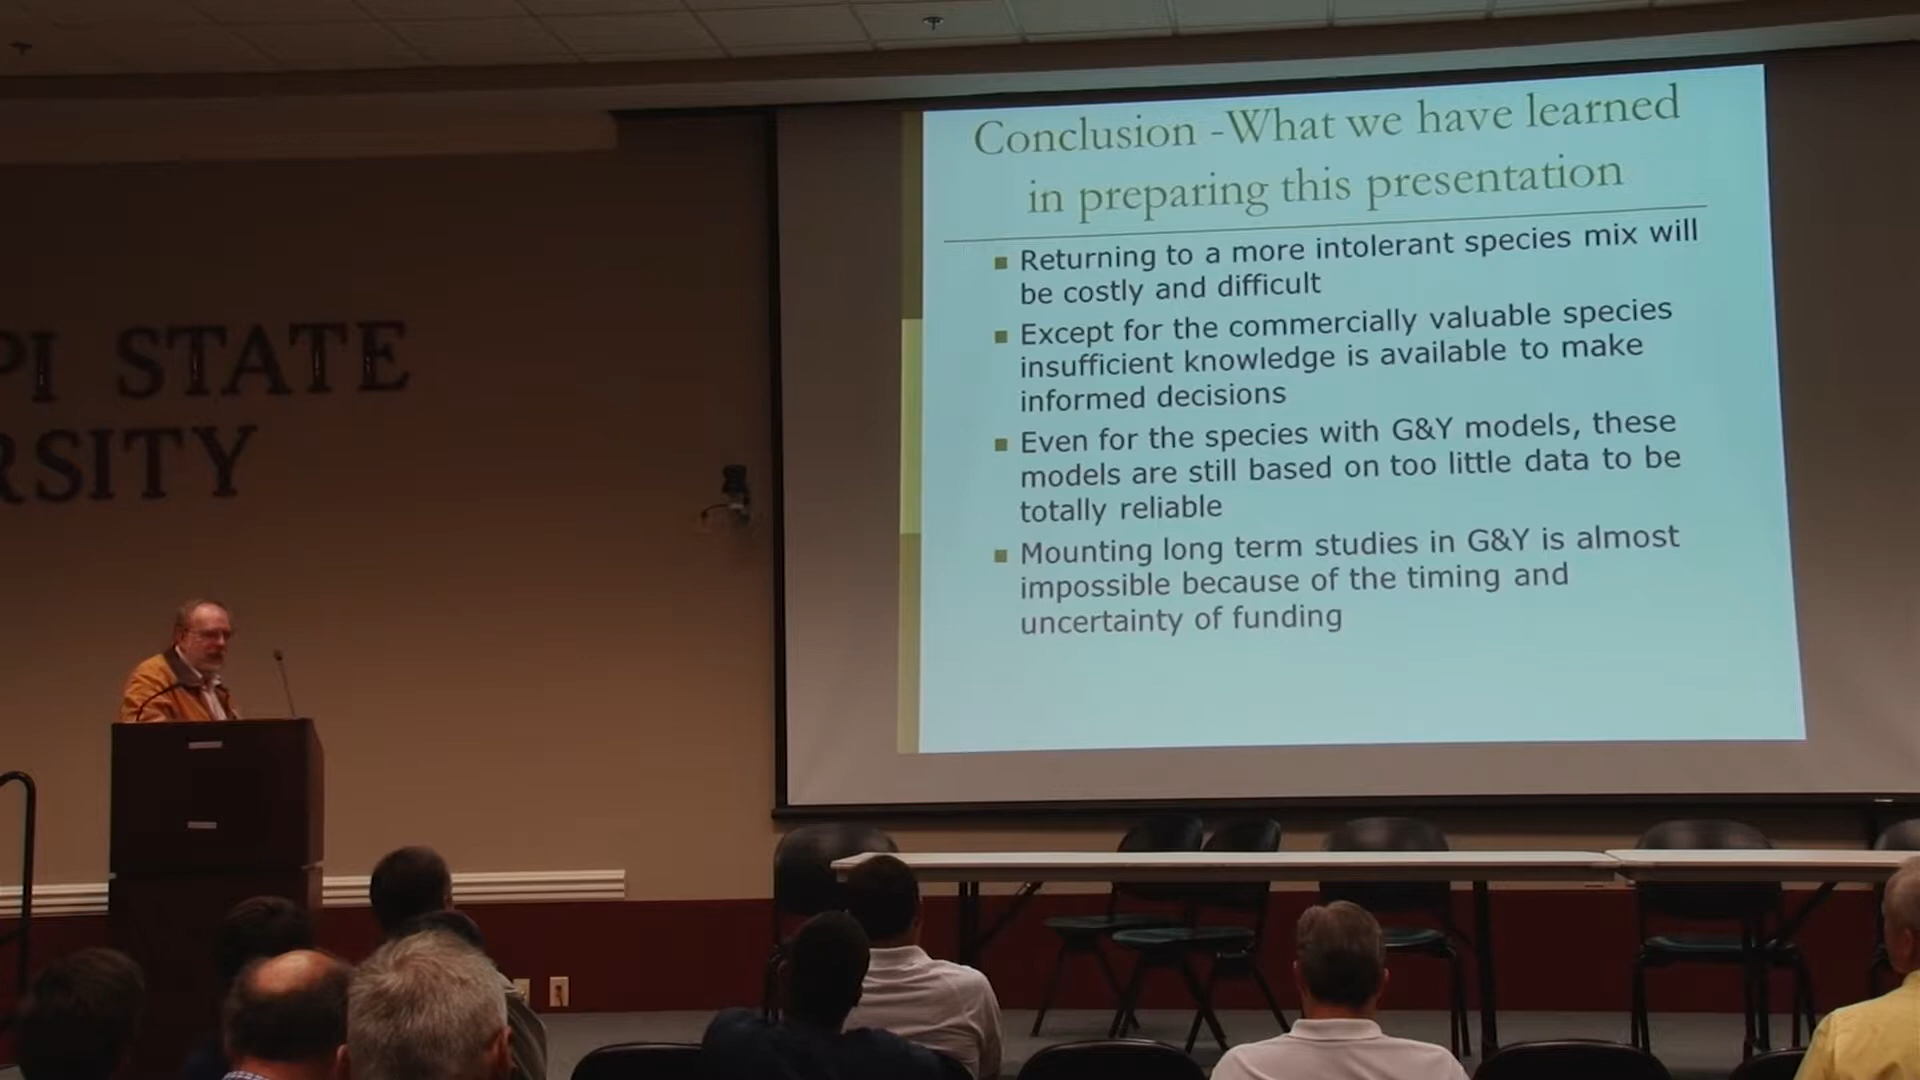 PI STATE
RSITY
Conclusion -What we have learned
in preparing this presentation
Returning to a more intolerant species mix will
be costly and difficult
Except for the commercially valuable species
insufficient knowledge is available to make
informed decisions
Even for the species with G&Y models, these
models are still based on too little data to be
totally reliable
Mounting long term studies in G&Y is almost
impossible because of the timing and
uncertainty of funding